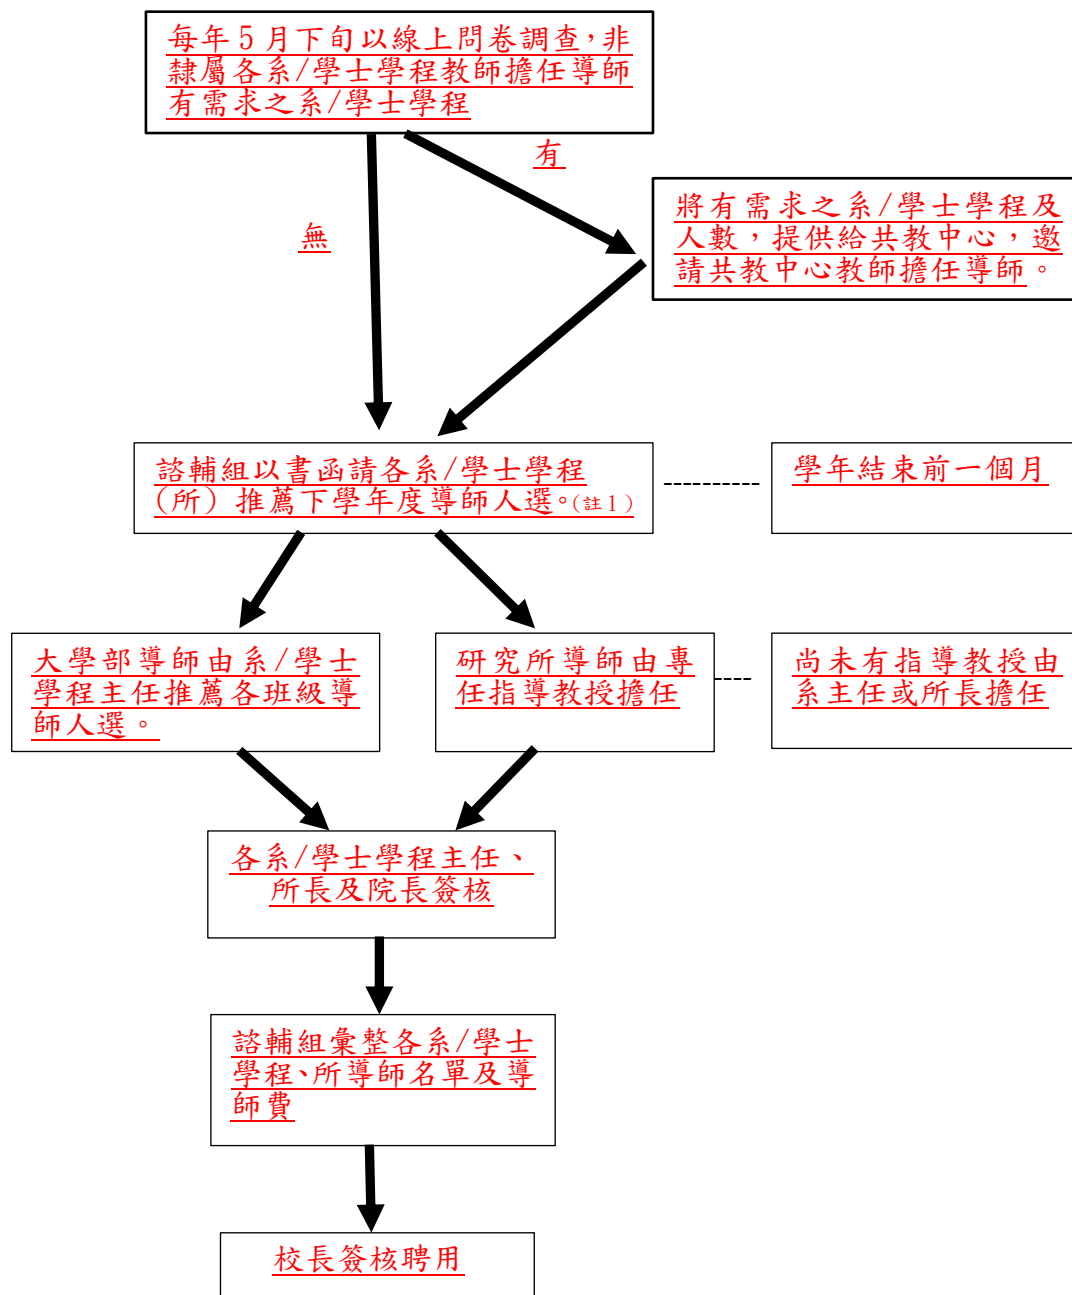 每年5月下旬以線上問卷調查，非
隸屬各系/學士學程教師擔任導師
有需求之系/學士學程
有
無
將有需求之系/學士學程及
人數，提供給共教中心，邀
請共教中心教師擔任導師。
諮輔組以書函請各系/學士學程
（所）推薦下學年度導師人選。(註1)
學年結束前一個月
大學部導師由系/學士
學程主任推薦各班級導
師人選。
研究所導師由專
任指導教授擔任
尚未有指導教授由
系主任或所長擔任
各系/學士學程主任、
所長及院長簽核
諮輔組彙整各系/學士
學程、所導師名單及導
師費
校長簽核聘用